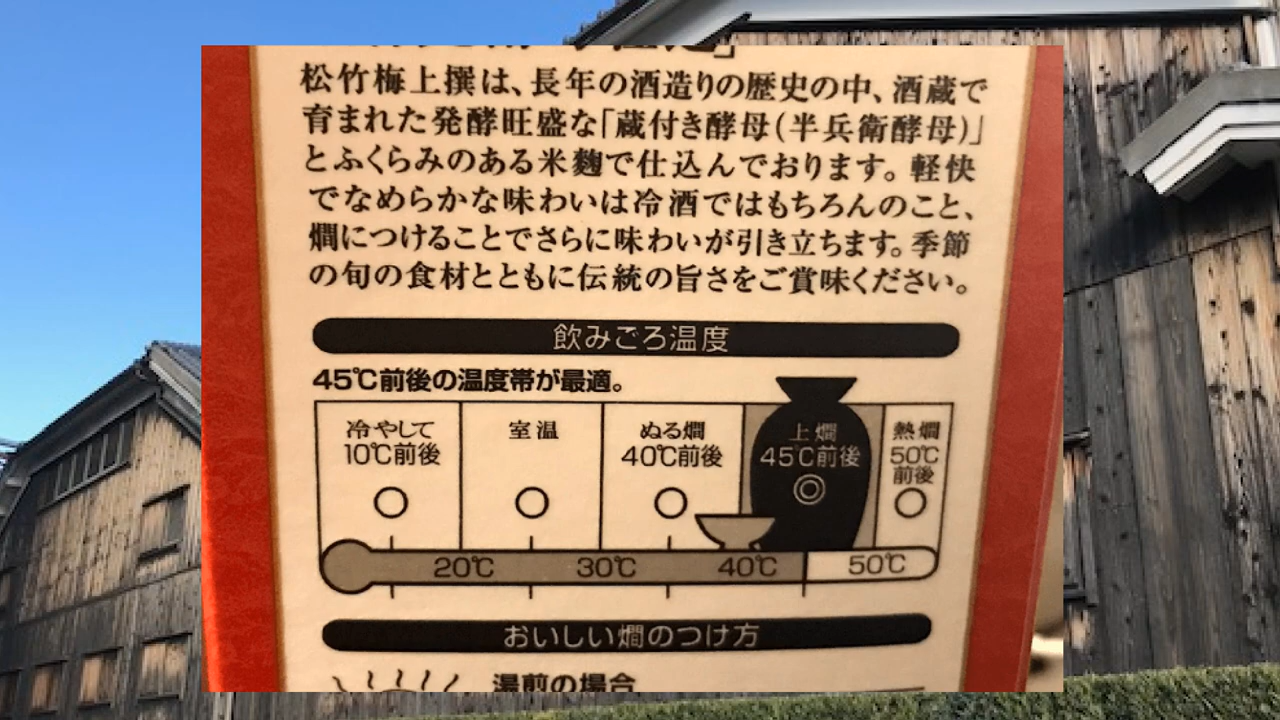 松竹梅上撰は、長年の酒造りの歴史の中、酒蔵で
育まれた発酵旺盛な「蔵付き酵母(半兵衛酵母)」
とふくらみのある米麹で仕込んでおります。軽快
でなめらかな味わいは冷酒ではもちろんのこと、
燗につけることでさらに味わいが引き立ちます。季節
の旬の食材とともに伝統の旨さをご賞味ください。
飲みごろ温度
45℃前後の温度帯が最適。
冷やして
10℃前後
○
室温
○
ぬる燗
40℃前後
○
上燗
45℃前後
◎
熱燗
50℃
前後
○
20℃ 30℃ 40℃ 50℃
おいしい燗のつけ方
湯煎の場合